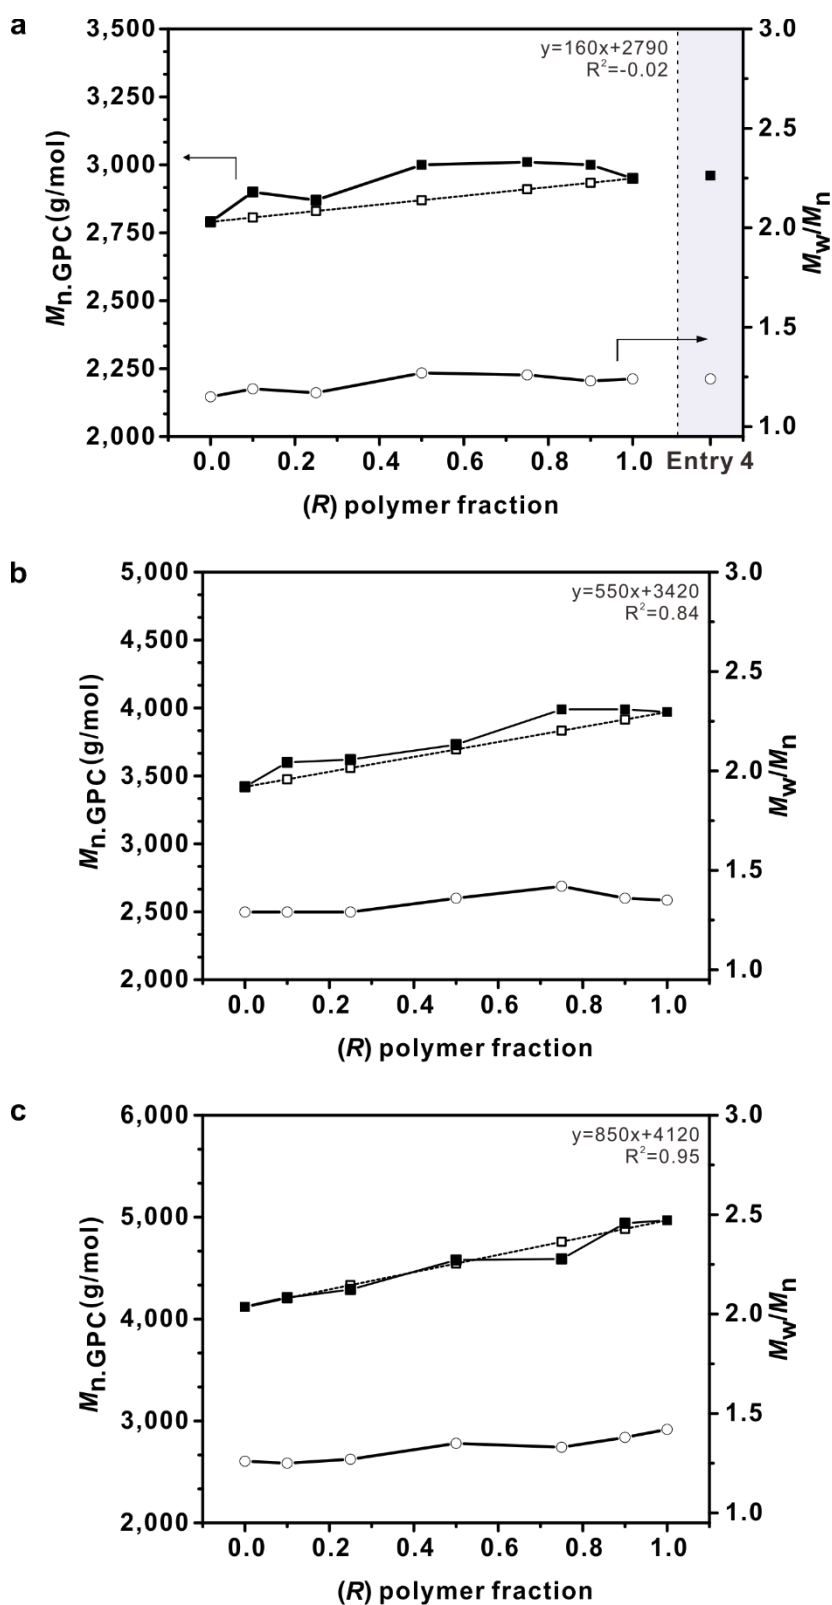 a
3,500
3,250
3,000
2,750
2,500
2,250
2,000
Mn.GPC(g/mol)
y=160x+2790
R²=-0.02
3.0
2.5
2.0
1.5
1.0
Mw/Mn
0.0 0.2 0.4 0.6 0.8 1.0 Entry 4
(R) polymer fraction
b
5,000
4,500
4,000
3,500
3,000
2,500
2,000
Mn.GPC(g/mol)
y=550x+3420
R²=0.84
3.0
2.5
2.0
1.5
1.0
Mw/Mn
0.0 0.2 0.4 0.6 0.8 1.0
(R) polymer fraction
c
6,000
5,000
4,000
3,000
2,000
Mn.GPC(g/mol)
y=850x+4120
R²=0.95
3.0
2.5
2.0
1.5
1.0
Mw/Mn
0.0 0.2 0.4 0.6 0.8 1.0
(R) polymer fraction